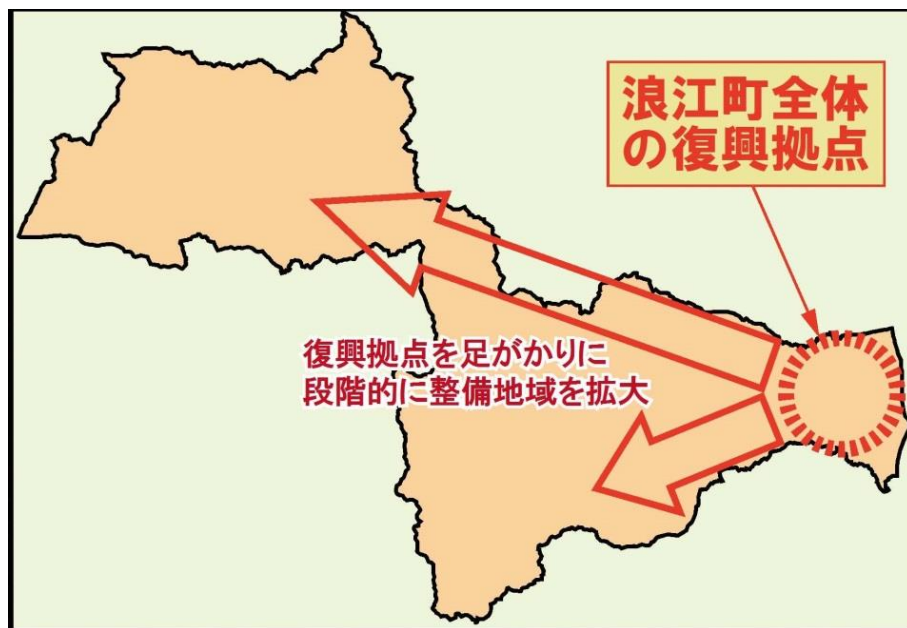 浪江町全体
の復興拠点
復興拠点を足がかりに
段階的に整備地域を拡大